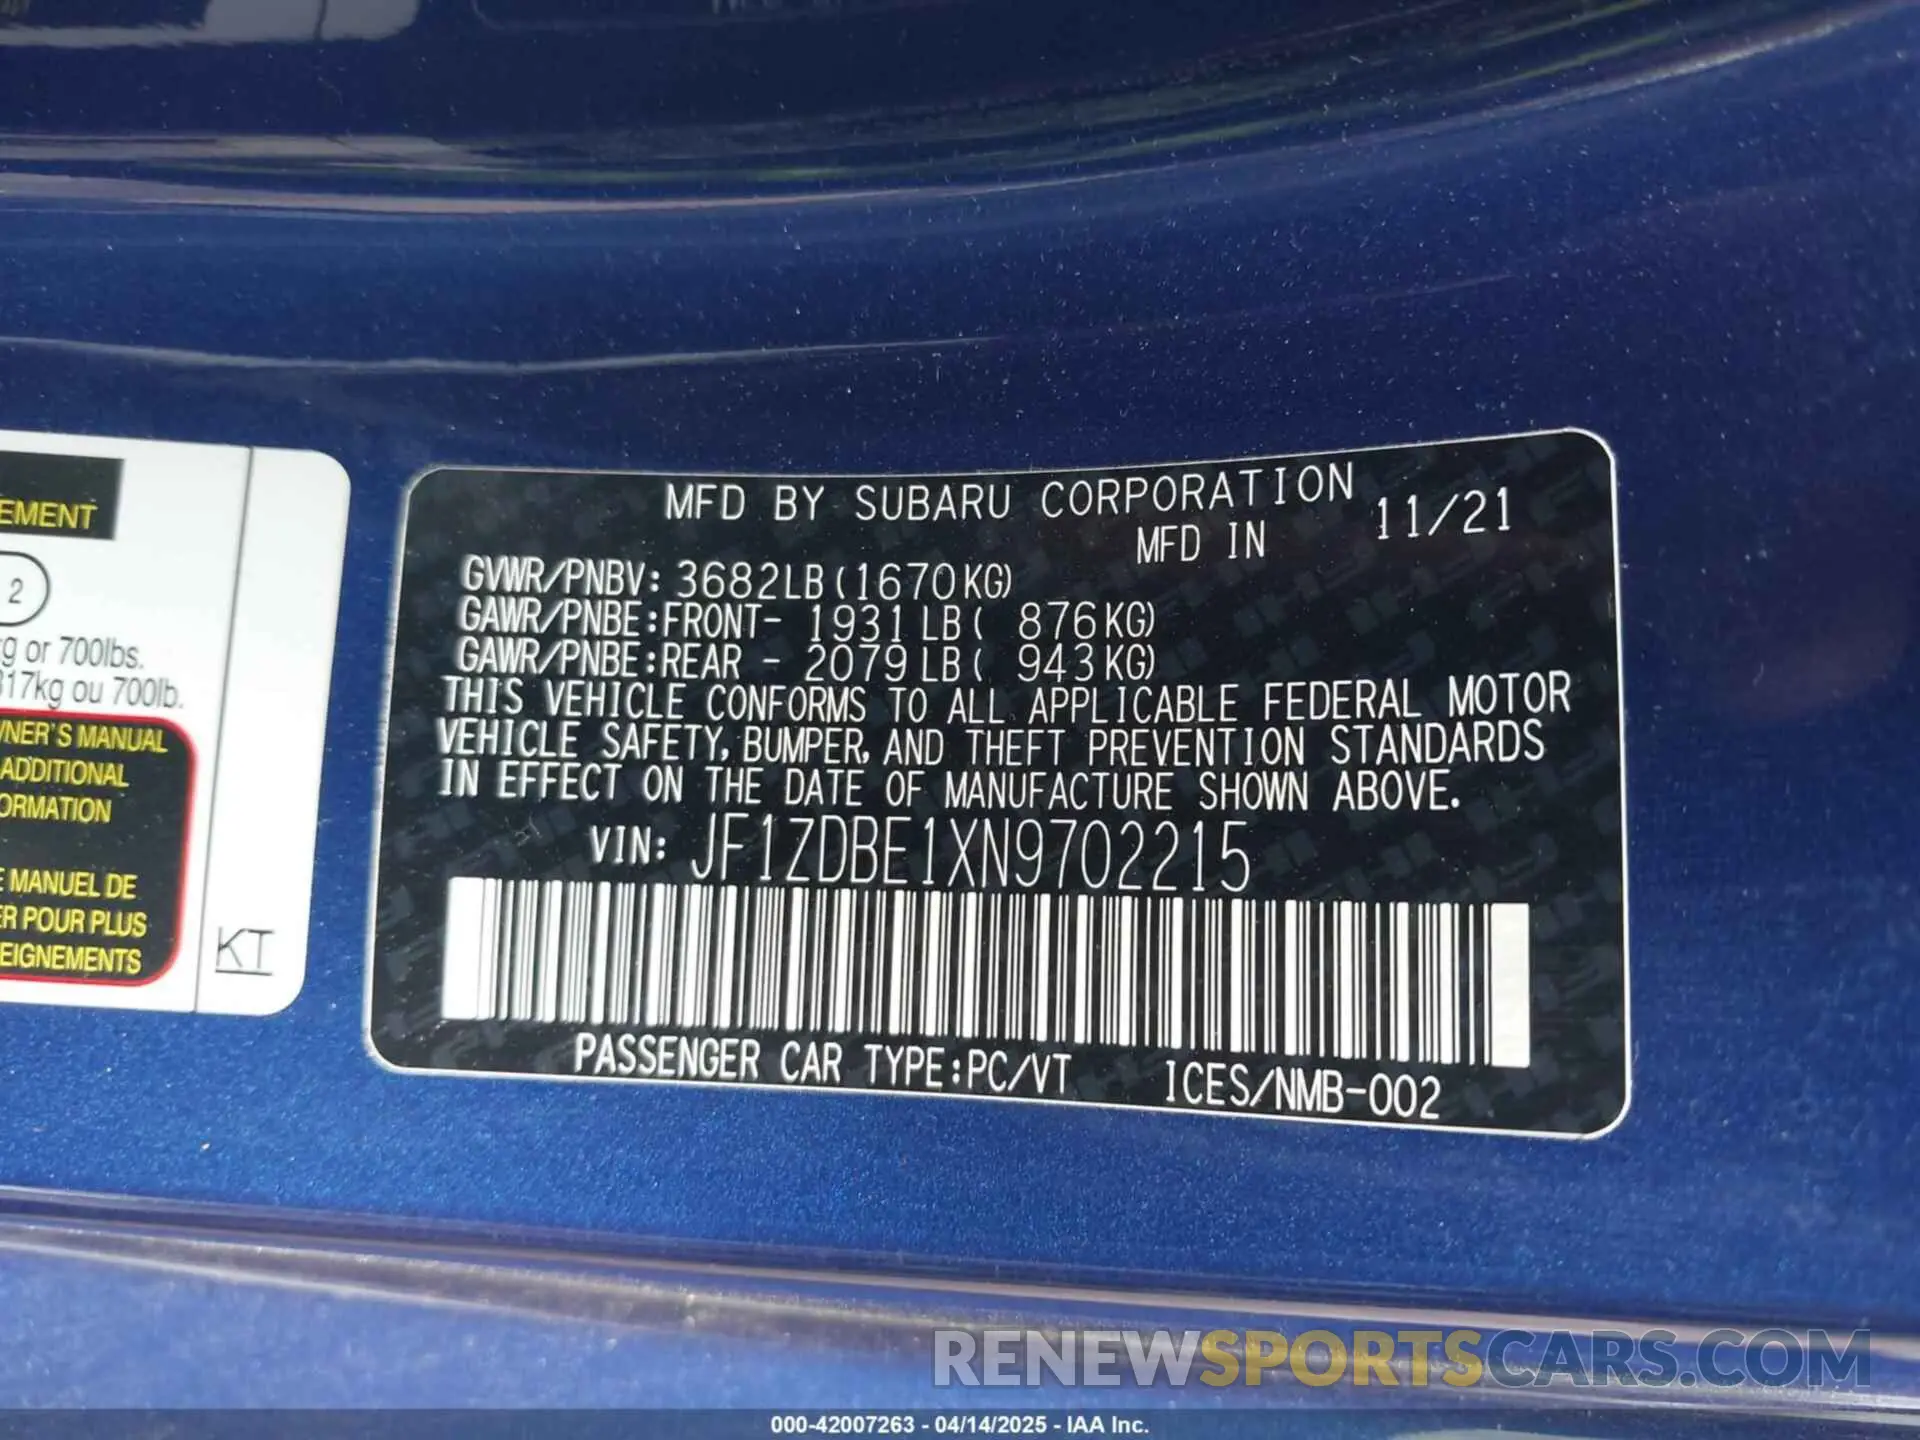 EMENT
2
g or 700lbs.
317kg ou 700lb.
NER'S MANUAL
ADDITIONAL
ORMATION
E MANUEL DE
ER POUR PLUS
EIGNEMENTS
KT
MFD BY SUBARU CORPORATION
MFD IN 11/21
GVWR/PNBV: 3682LB(1670KG)
GAWR/PNBE:FRONT- 1931LB( 876KG)
GAWR/PNBE:REAR - 2079LB( 943KG)
THIS VEHICLE CONFORMS TO ALL APPLICABLE FEDERAL MOTOR
VEHICLE SAFETY, BUMPER, AND THEFT PREVENTION STANDARDS
IN EFFECT ON THE DATE OF MANUFACTURE SHOWN ABOVE.
VIN: JF1ZDBE1XN9702215
PASSENGER CAR TYPE:PC/VT ICES/NMB-002
RENEWSPORTSCARS.COM
000-42007263 - 04/14/2025 - IAA Inc.